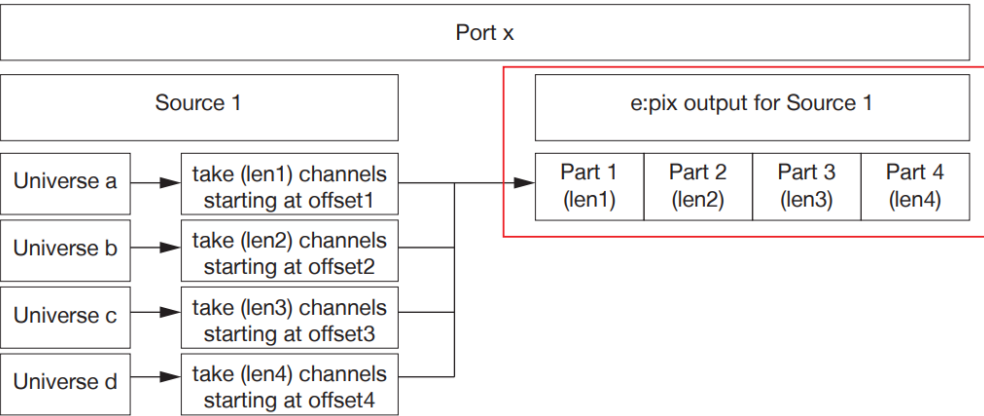 Port x
Source 1
e:pix output for Source 1
Universe a
take (len1) channels
starting at offset1
Part 1
(len1)
Part 2
(len2)
Part 3
(len3)
Part 4
(len4)
Universe b
take (len2) channels
starting at offset2
Universe c
take (len3) channels
starting at offset3
Universe d
take (len4) channels
starting at offset4